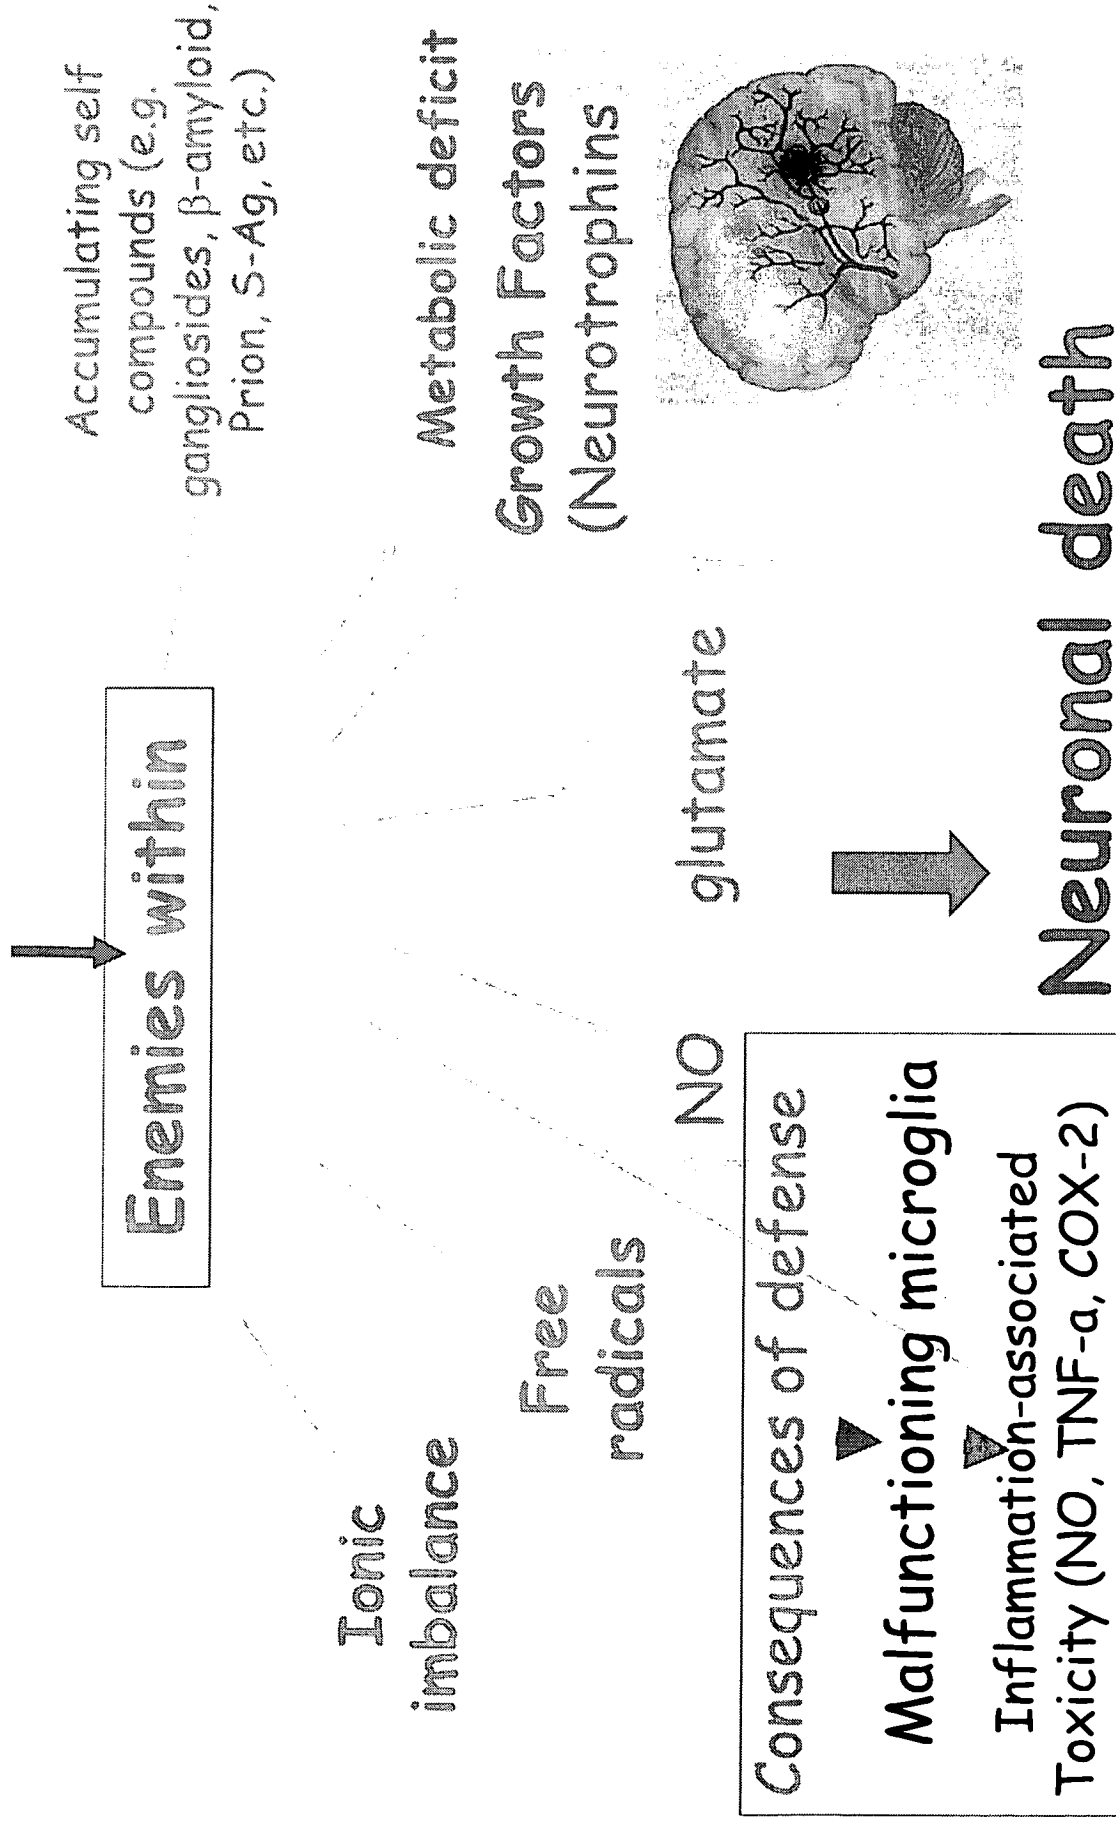 Enemies within
Accumulating self
compounds (e.g.
gangliosides, β-amyloid,
Prion, S-Ag, etc.)
Ionic
imbalance
Metabolic deficit
Free
radicals
Growth Factors
(Neurotrophins
NO
glutamate
Consequences of defense
Malfunctioning microglia
Inflammation-associated
Toxicity (NO, TNF-a, COX-2)
Neuronal death